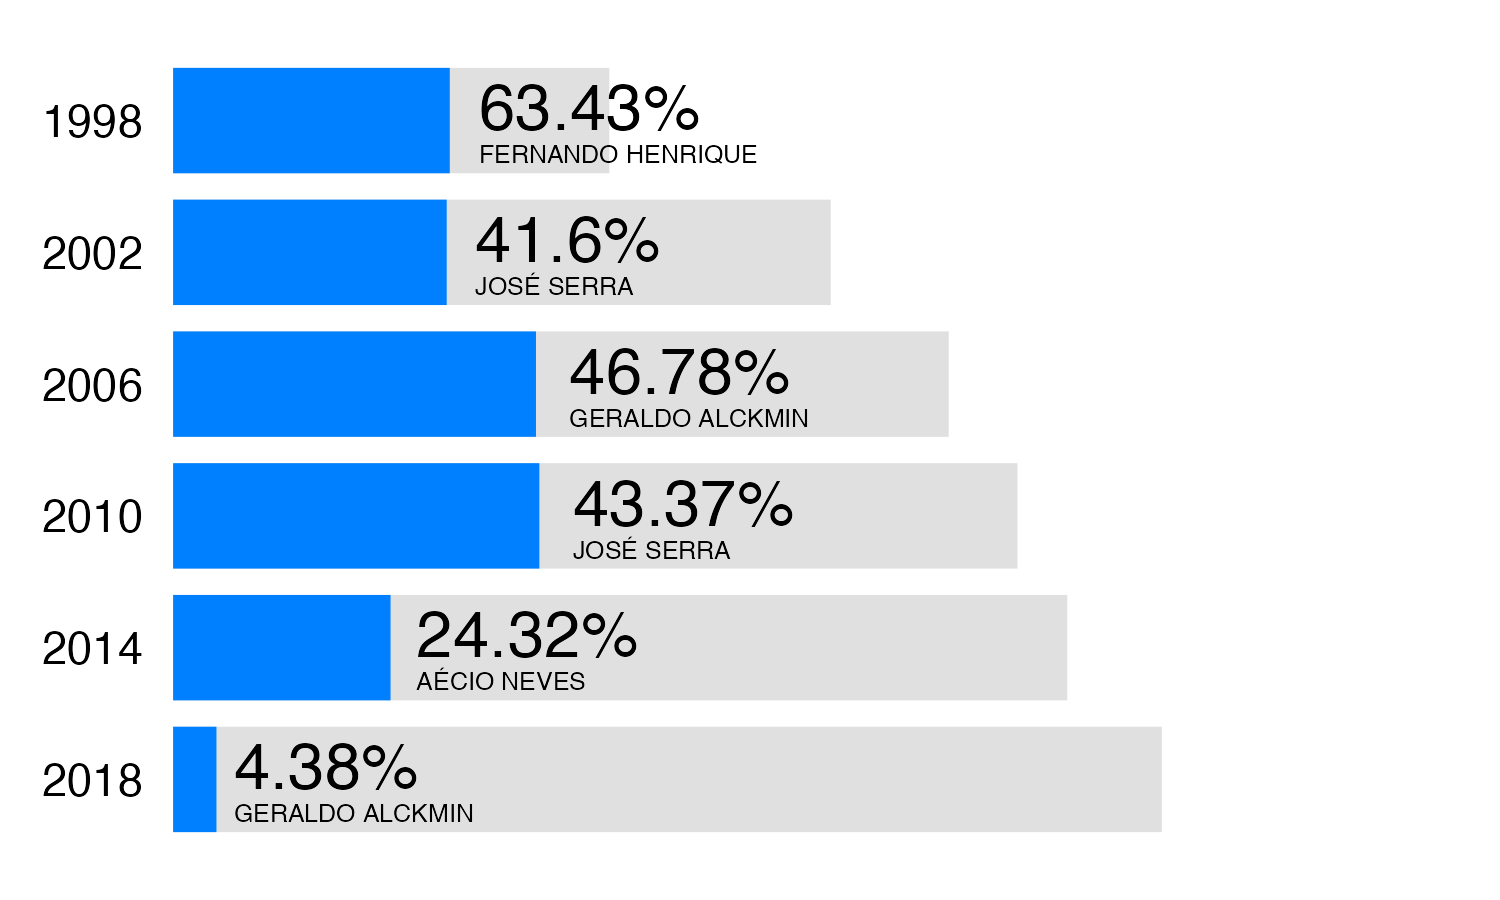 1998
63.43%
FERNANDO HENRIQUE
2002
41.6%
JOSÉ SERRA
2006
46.78%
GERALDO ALCKMIN
2010
43.37%
JOSÉ SERRA
2014
24.32%
AÉCIO NEVES
2018
4.38%
GERALDO ALCKMIN